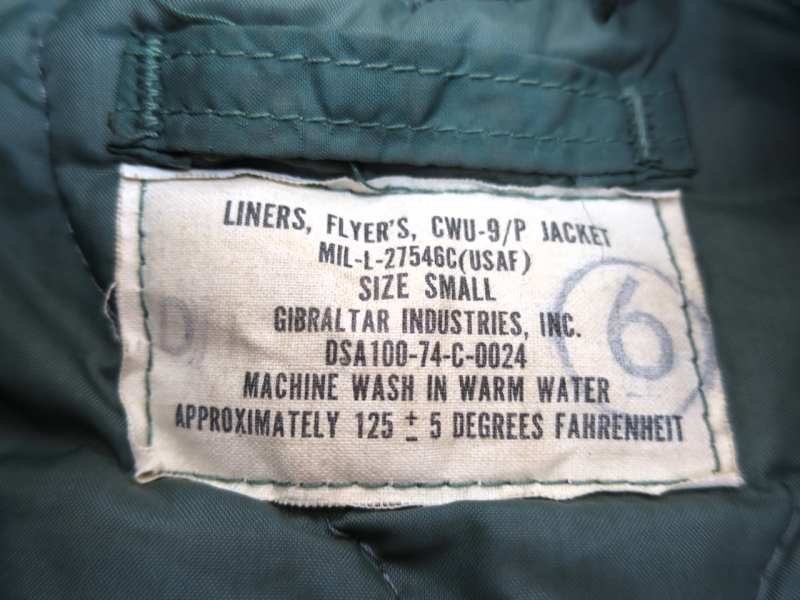 LINERS, FLYER'S, CWU-9/P JACKET
MIL-L-27546C(USAF)
SIZE SMALL
GIBRALTAR INDUSTRIES, INC.
DSA100-74-C-0024
MACHINE WASH IN WARM WATER
APPROXIMATELY 125 ± 5 DEGREES FAHRENHEIT
6
D